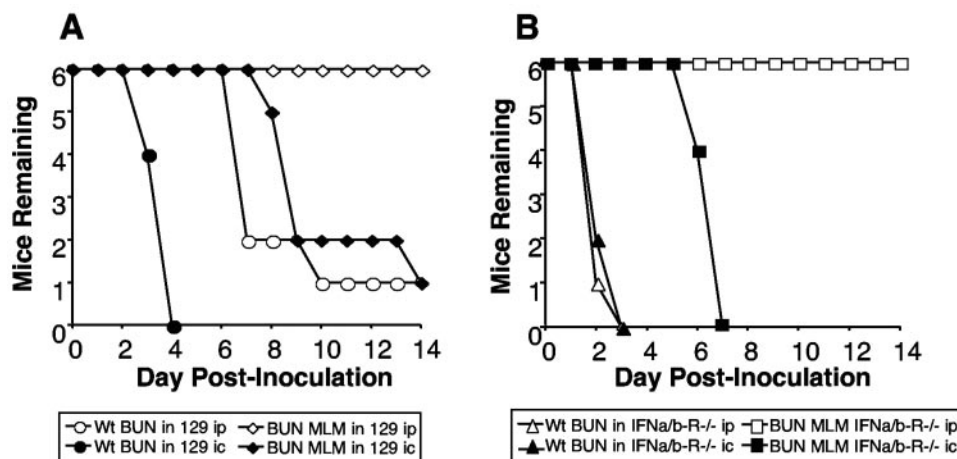 A
B
Mice Remaining
6
5
4
3
2
1
0
0 2 4 6 8 10 12 14
Day Post-Inoculation
Mice Remaining
6
5
4
3
2
1
0
0 2 4 6 8 10 12 14
Day Post-Inoculation
Wt BUN in 129 ip BUN MLM in 129 ip
Wt BUN in 129 ic BUN MLM in 129 ic
Wt BUN in IFNa/b-R-/- ip BUN MLM IFNa/b-R-/- ip
Wt BUN in IFNa/b-R-/- ic BUN MLM IFNa/b-R-/- ic